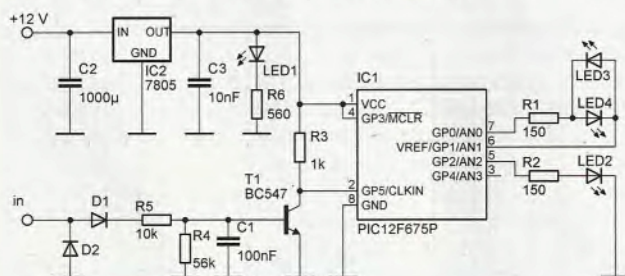 +12 V
IN OUT
GND
IC2
7805
C2
1000µ
C3
10nF
LED1
R6
560
R3
1k
IC1
1
VCC
4
GP3/MCLR
GP0/AN0
7
VREF/GP1/AN1
6
GP2/AN2
5
GP4/AN3
3
2
GP5/CLKIN
8
GND
PIC12F675P
R1
150
R2
150
LED3
LED4
LED2
T1
BC547
in
D1
D2
R5
10k
R4
56k
C1
100nF